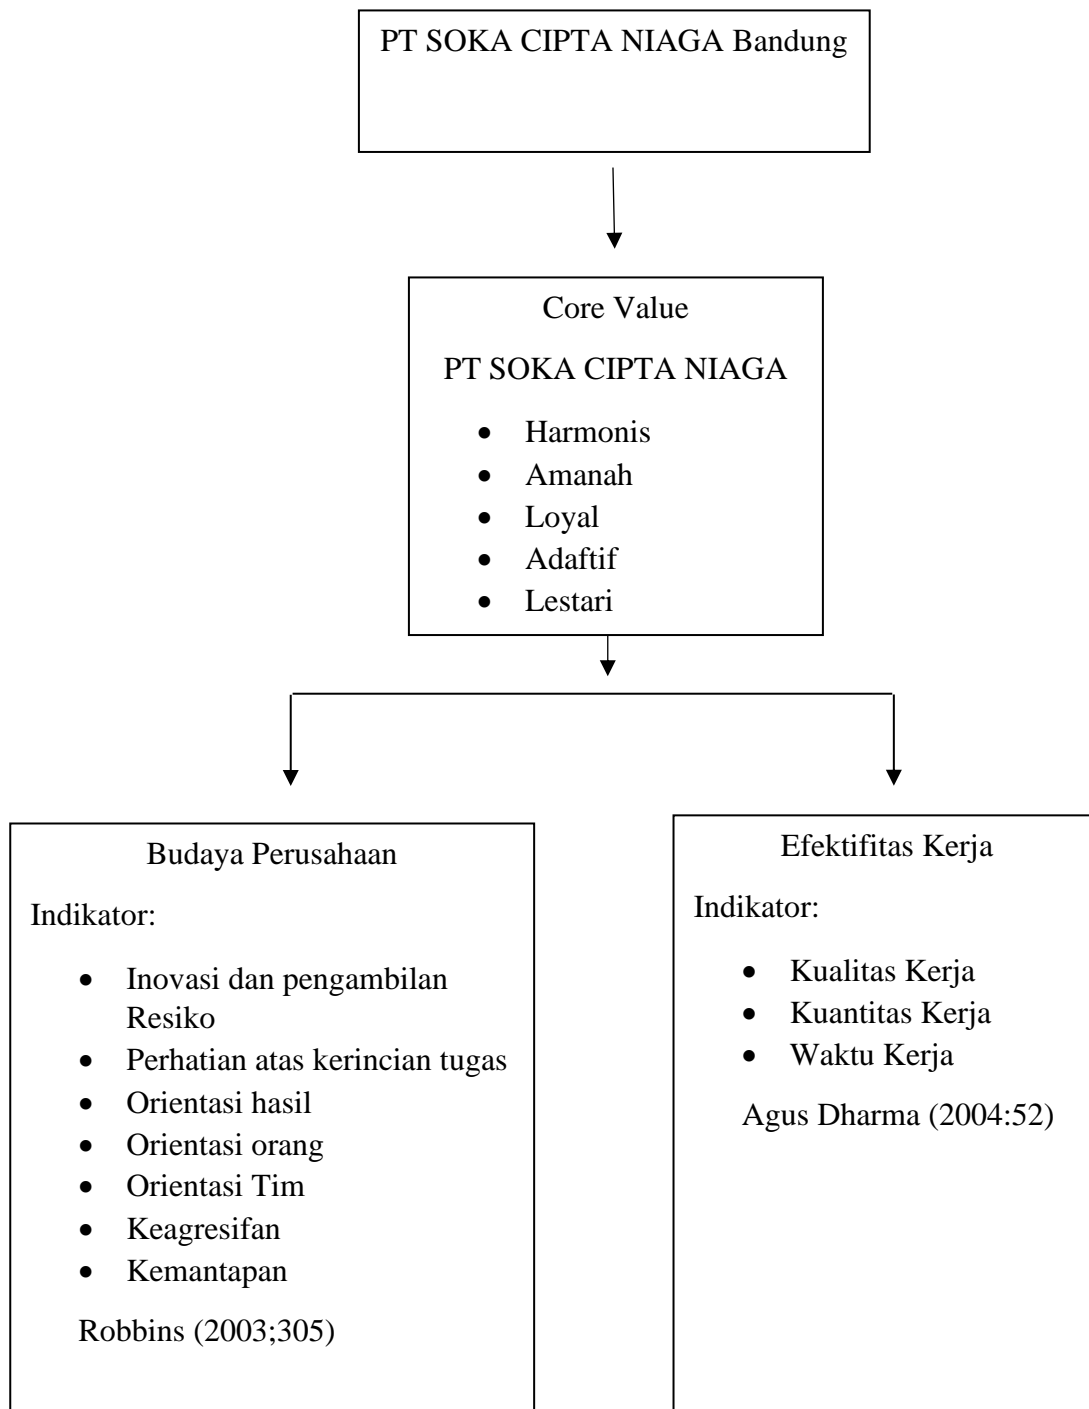 PT SOKA CIPTA NIAGA Bandung
Core Value
PT SOKA CIPTA NIAGA
• Harmonis
• Amanah
• Loyal
• Adaftif
• Lestari
Budaya Perusahaan
Indikator:
• Inovasi dan pengambilan
Resiko
• Perhatian atas kerincian tugas
• Orientasi hasil
• Orientasi orang
• Orientasi Tim
• Keagresifan
• Kemantapan
Robbins (2003;305)
Efektifitas Kerja
Indikator:
• Kualitas Kerja
• Kuantitas Kerja
• Waktu Kerja
Agus Dharma (2004:52)